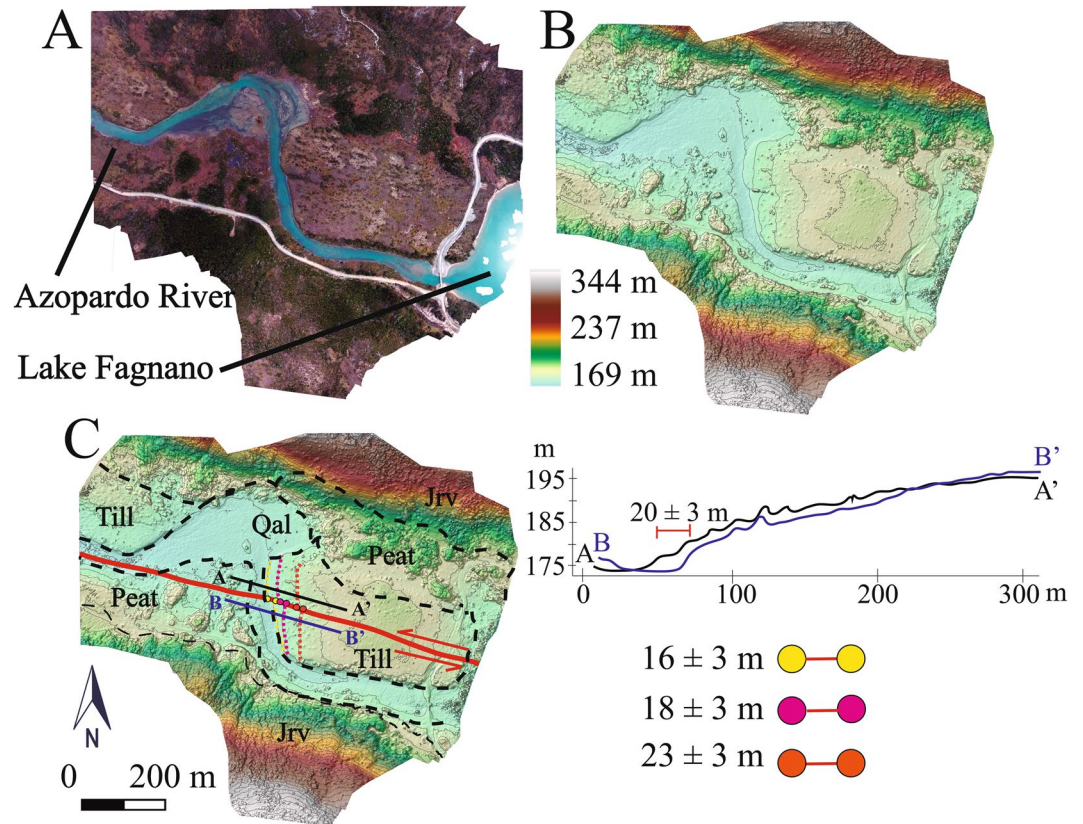 A
B
Azopardo River
Lake Fagnano
344 m
237 m
169 m
C
Till
Qal
Jrv
Peat
Peat
A
A'
B
B'
Till
Jrv
N
0 200 m
m
195
185
175
20 ± 3 m
A
B
B'
A'
0 100 200 300 m
16 ± 3 m
18 ± 3 m
23 ± 3 m